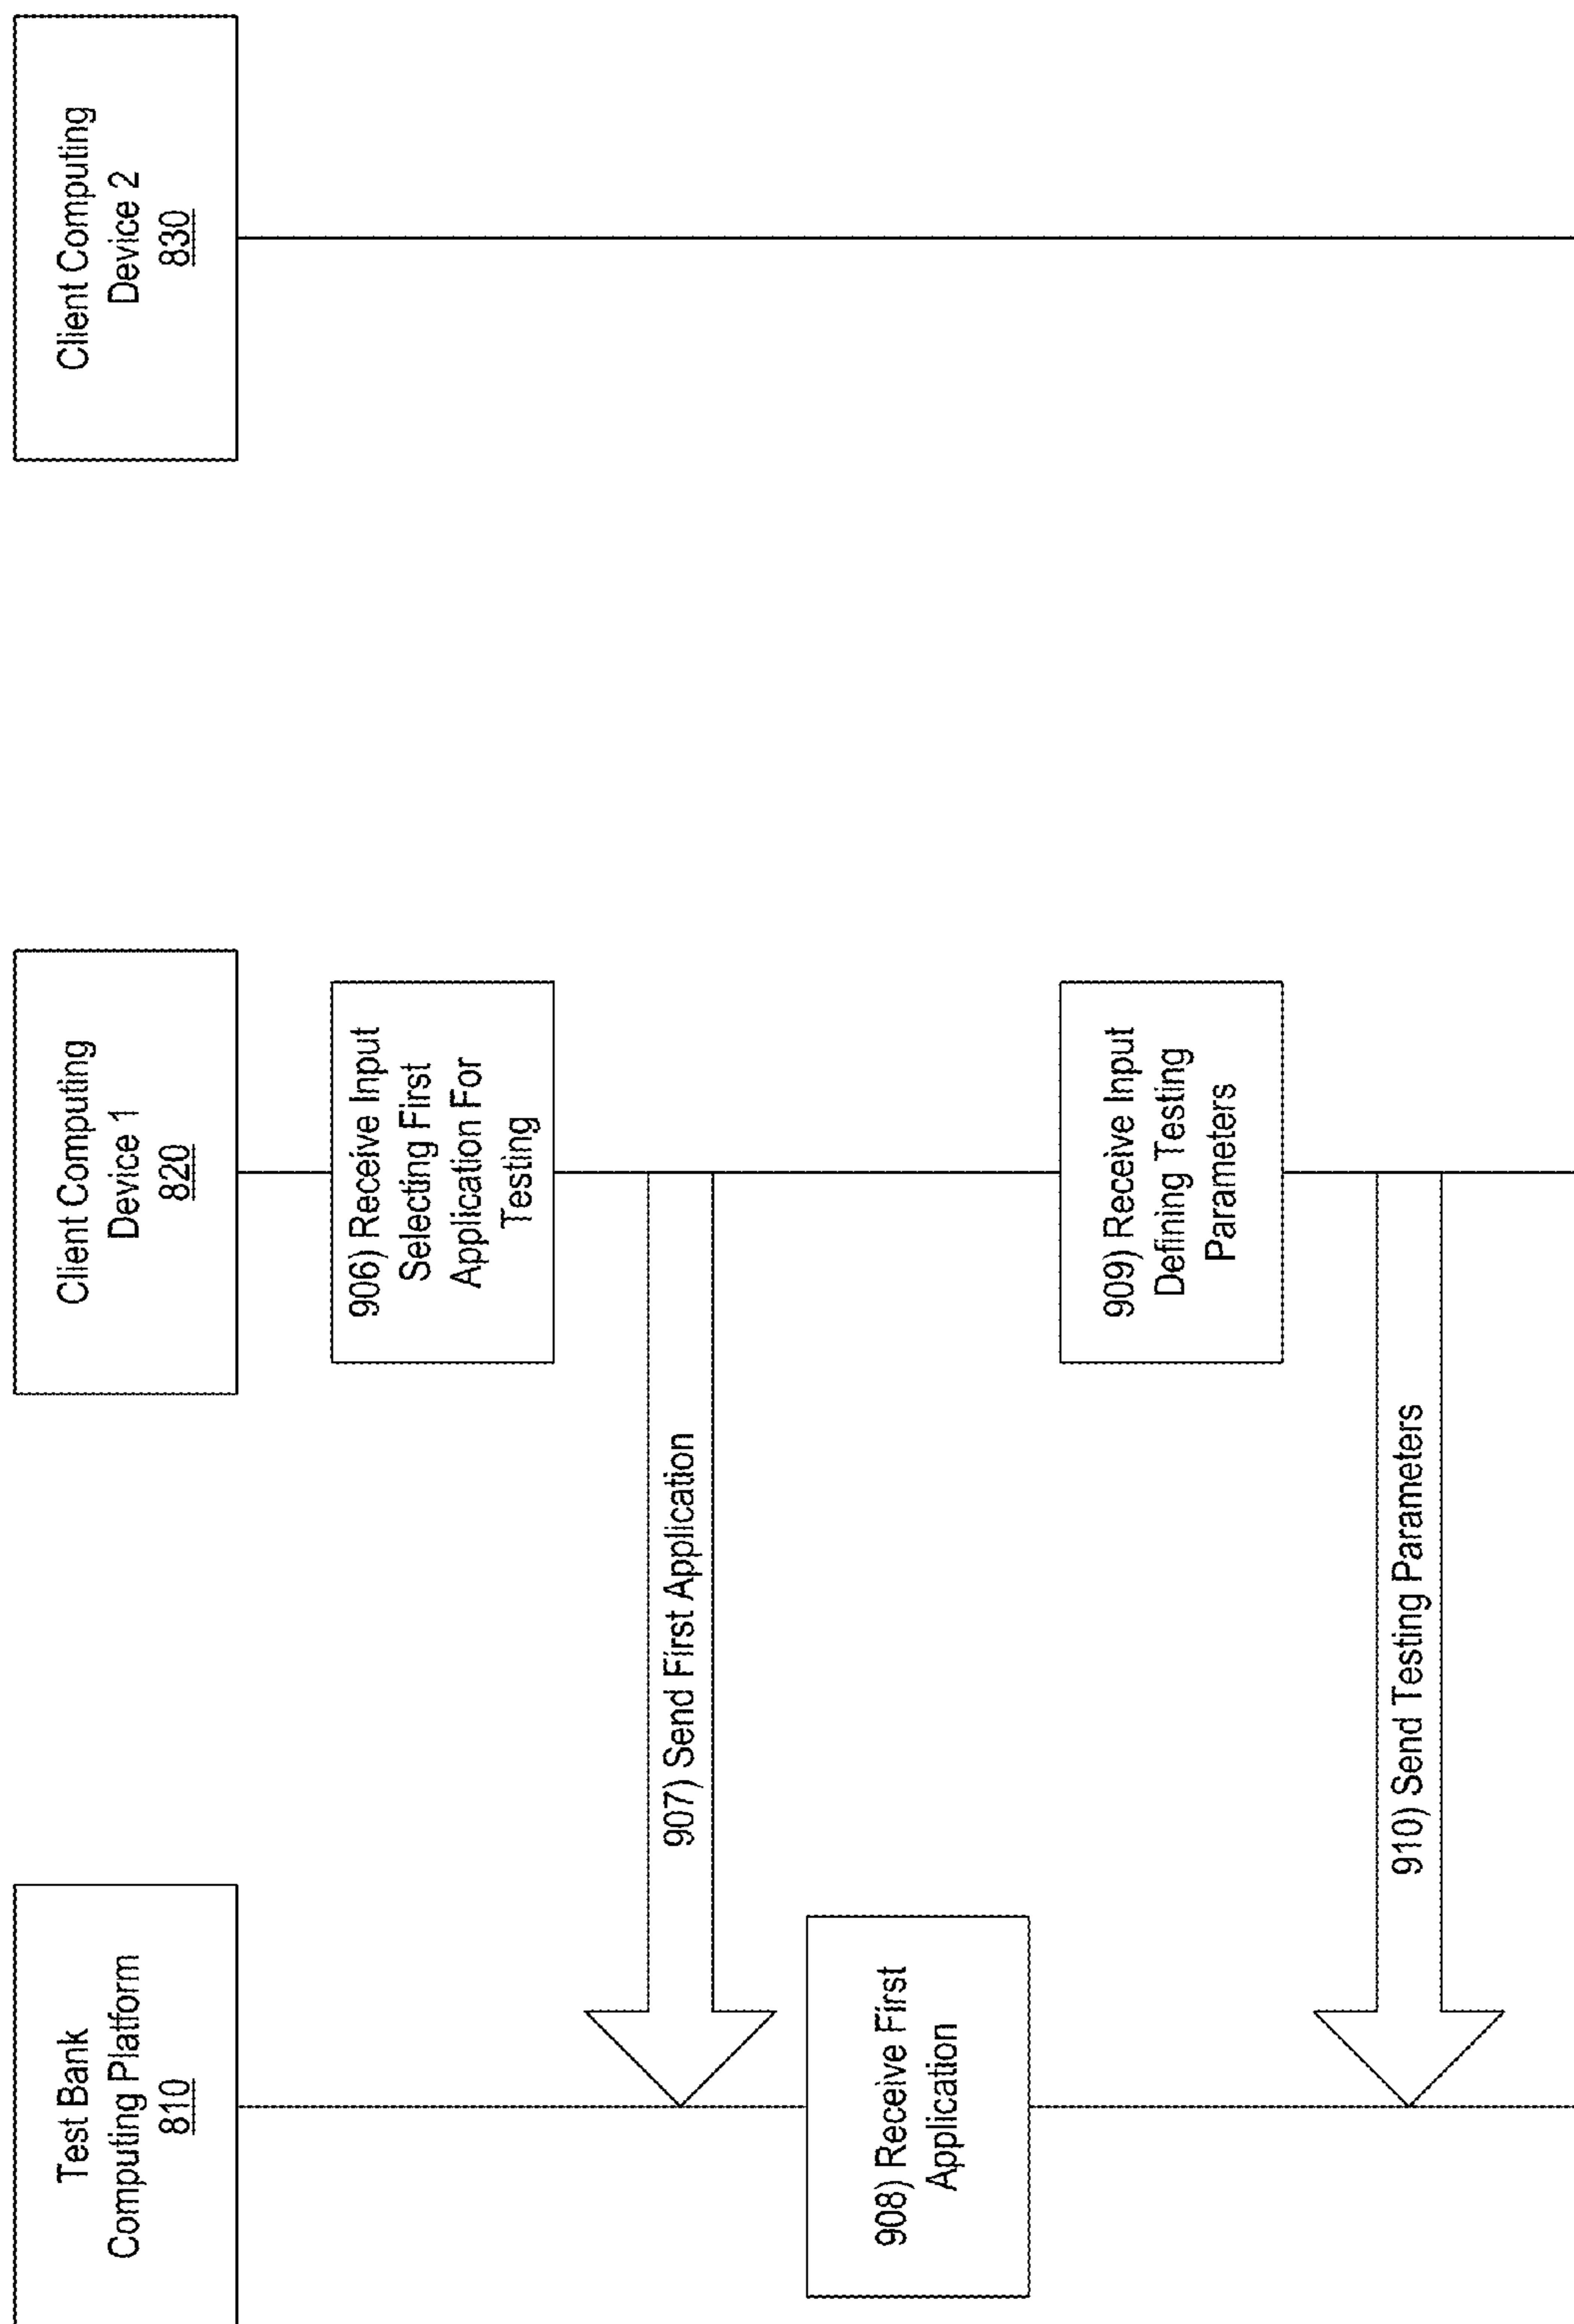 Test Bank
Computing Platform
810
Client Computing
Device 1
820
Client Computing
Device 2
830
906) Receive Input
Selecting First
Application For
Testing
907) Send First Application
908) Receive First
Application
909) Receive Input
Defining Testing
Parameters
910) Send Testing Parameters